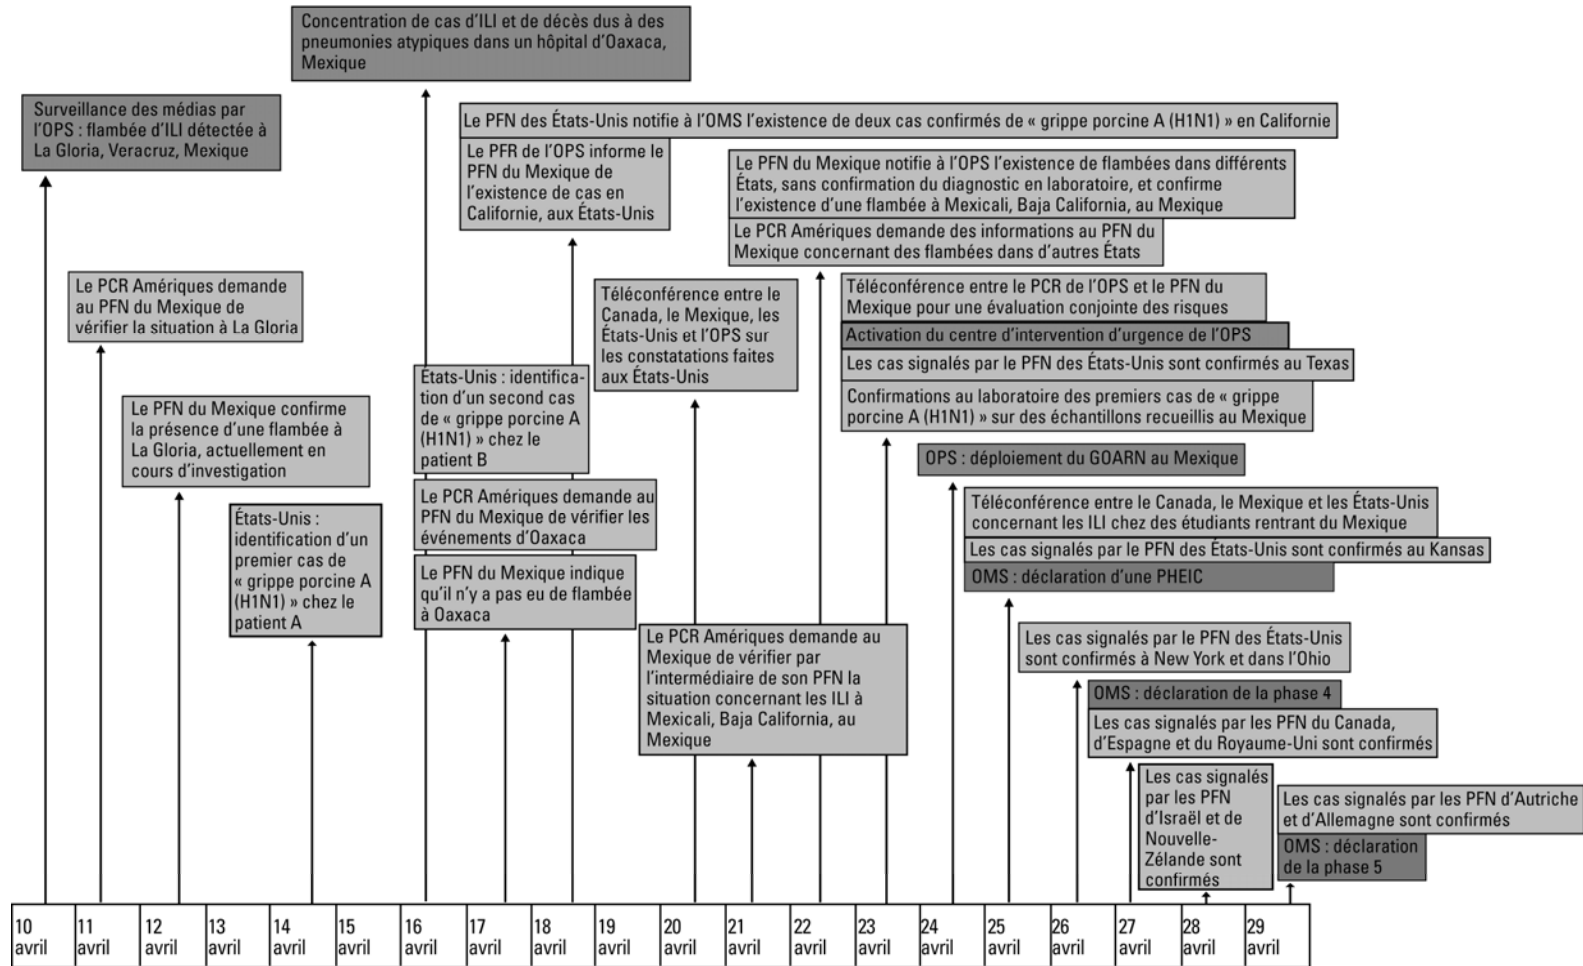 Concentration de cas d'ILI et de décès dus à des
pneumonies atypiques dans un hôpital d'Oaxaca,
Mexique
Surveillance des médias par
l'OPS : flambée d'ILI détectée à
La Gloria, Veracruz, Mexique
Le PFN des États-Unis notifie à l'OMS l'existence de deux cas confirmés de « grippe porcine A (H1N1) » en Californie
Le PFR de l'OPS informe le
PFN du Mexique de
l'existence de cas en
Californie, aux États-Unis
Le PFN du Mexique notifie à l'OPS l'existence de flambées dans différents
États, sans confirmation du diagnostic en laboratoire, et confirme
l'existence d'une flambée à Mexicali, Baja California, au Mexique
Le PCR Amériques demande des informations au PFN du
Mexique concernant des flambées dans d'autres États
Le PCR Amériques demande
au PFN du Mexique de
vérifier la situation à La Gloria
Téléconférence entre le
Canada, le Mexique, les
États-Unis et l'OPS sur
les constatations faites
aux États-Unis
Téléconférence entre le PCR de l'OPS et le PFN du
Mexique pour une évaluation conjointe des risques
Activation du centre d'intervention d'urgence de l'OPS
Les cas signalés par le PFN des États-Unis sont confirmés au Texas
Confirmations au laboratoire des premiers cas de « grippe
porcine A (H1N1) » sur des échantillons recueillis au Mexique
États-Unis : identifica-
tion d'un second cas
de « grippe porcine A
(H1N1) » chez le
patient B
Le PFN du Mexique confirme
la présence d'une flambée à
La Gloria, actuellement en
cours d'investigation
OPS : déploiement du GOARN au Mexique
Le PCR Amériques demande au
PFN du Mexique de vérifier les
événements d'Oaxaca
Téléconférence entre le Canada, le Mexique et les États-Unis
concernant les ILI chez des étudiants rentrant du Mexique
Les cas signalés par le PFN des États-Unis sont confirmés au Kansas
OMS : déclaration d'une PHEIC
États-Unis :
identification d'un
premier cas de
« grippe porcine A
(H1N1) » chez le
patient A
Le PFN du Mexique indique
qu'il n'y a pas eu de flambée
à Oaxaca
Le PCR Amériques demande au
Mexique de vérifier par
l'intermédiaire de son PFN la
situation concernant les ILI à
Mexicali, Baja California, au
Mexique
Les cas signalés par le PFN des États-Unis
sont confirmés à New York et dans l'Ohio
OMS : déclaration de la phase 4
Les cas signalés par les PFN du Canada,
d'Espagne et du Royaume-Uni sont confirmés
Les cas signalés
par les PFN
d'Israël et de
Nouvelle-
Zélande sont
confirmés
Les cas signalés par les PFN d'Autriche
et d'Allemagne sont confirmés
OMS : déclaration
de la phase 5
10 avril
11 avril
12 avril
13 avril
14 avril
15 avril
16 avril
17 avril
18 avril
19 avril
20 avril
21 avril
22 avril
23 avril
24 avril
25 avril
26 avril
27 avril
28 avril
29 avril